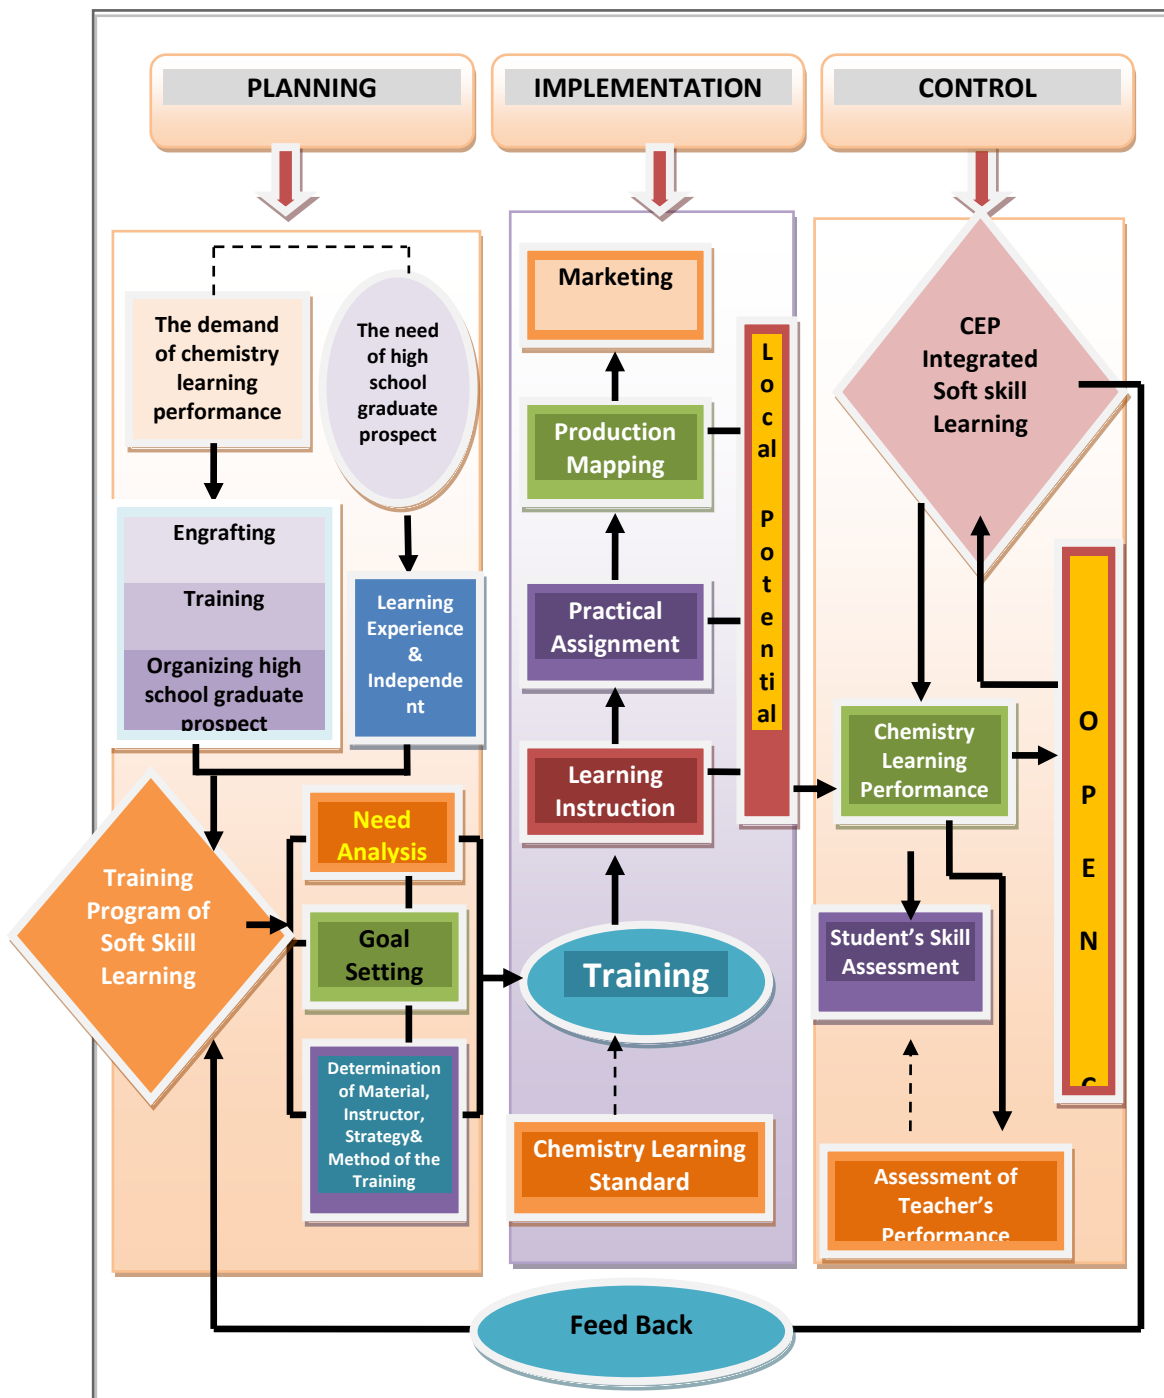 PLANNING
IMPLEMENTATION
CONTROL
The demand
of chemistry
learning
performance
The need
of high
school
graduate
prospect
Engrafting
Training
Organizing high
school graduate
prospect
Learning
Experience
&
Independe
nt
Training
Program of
Soft Skill
Learning
Need
Analysis
Goal
Setting
Determination
of Material,
Instructor,
Strategy&
Method of the
Training
Marketing
Production
Mapping
Practical
Assignment
Learning
Instruction
Training
Chemistry Learning
Standard
L
o
c
al
P
o
t
e
n
ti
al
CEP
Integrated
Soft skill
Learning
Chemistry
Learning
Performance
Student’s Skill
Assessment
Assessment of
Teacher’s
Performance
O
P
E
N
Feed Back